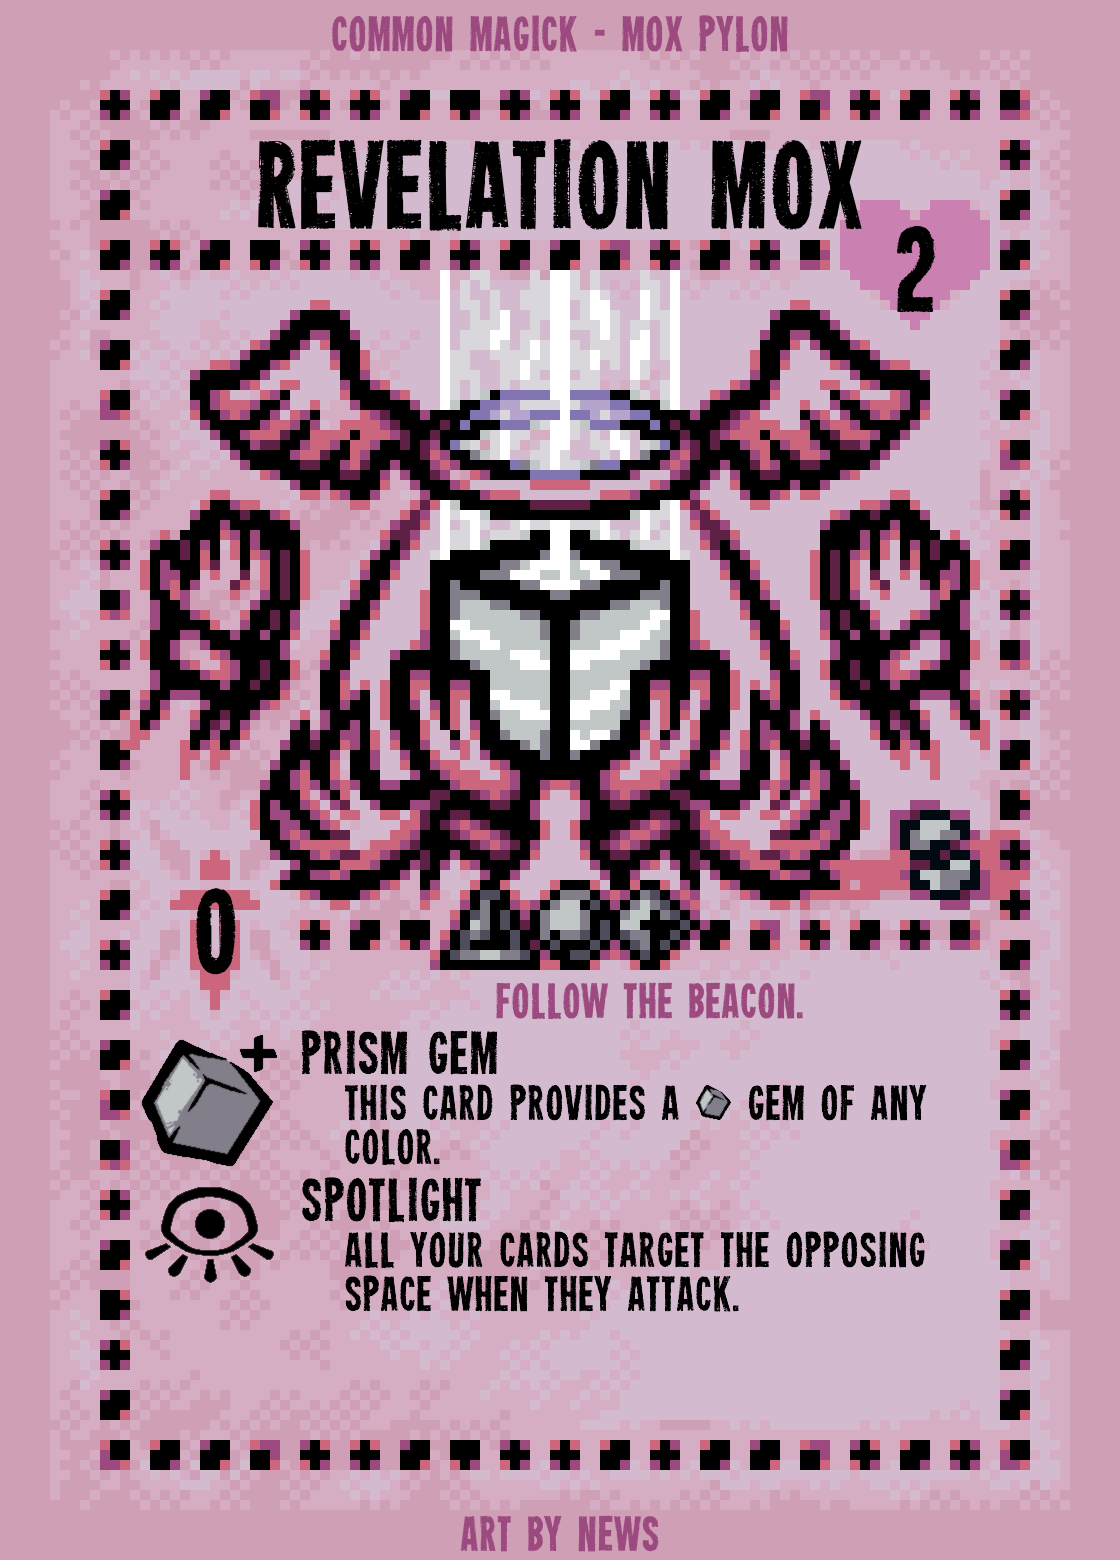 COMMON MAGICK - MOX PYLON
REVELATION MOX
2
0
FOLLOW THE BEACON.
PRISM GEM
THIS CARD PROVIDES A GEM OF ANY
COLOR.
SPOTLIGHT
ALL YOUR CARDS TARGET THE OPPOSING
SPACE WHEN THEY ATTACK.
ART BY NEWS